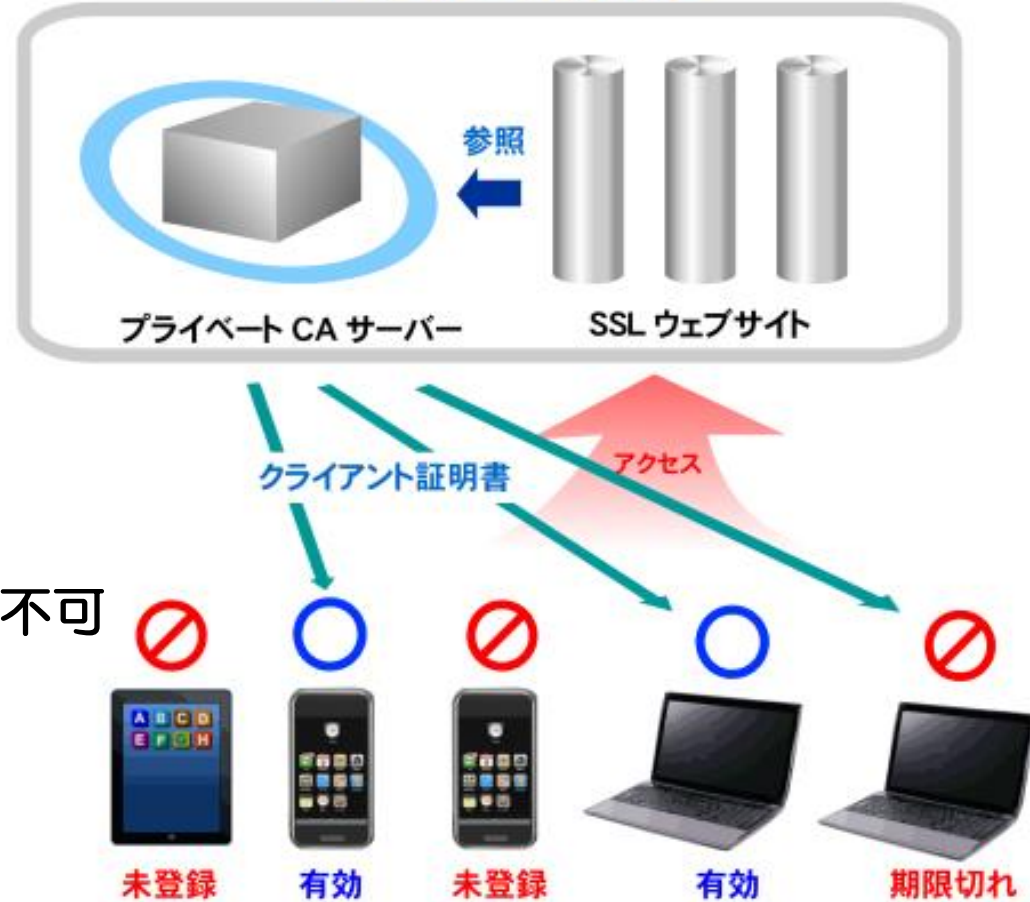 参照
プライベート CA サーバー
SSL ウェブサイト
クライアント証明書
アクセス
不可
A B C D
E F G H
未登録
有効
未登録
有効
期限切れ